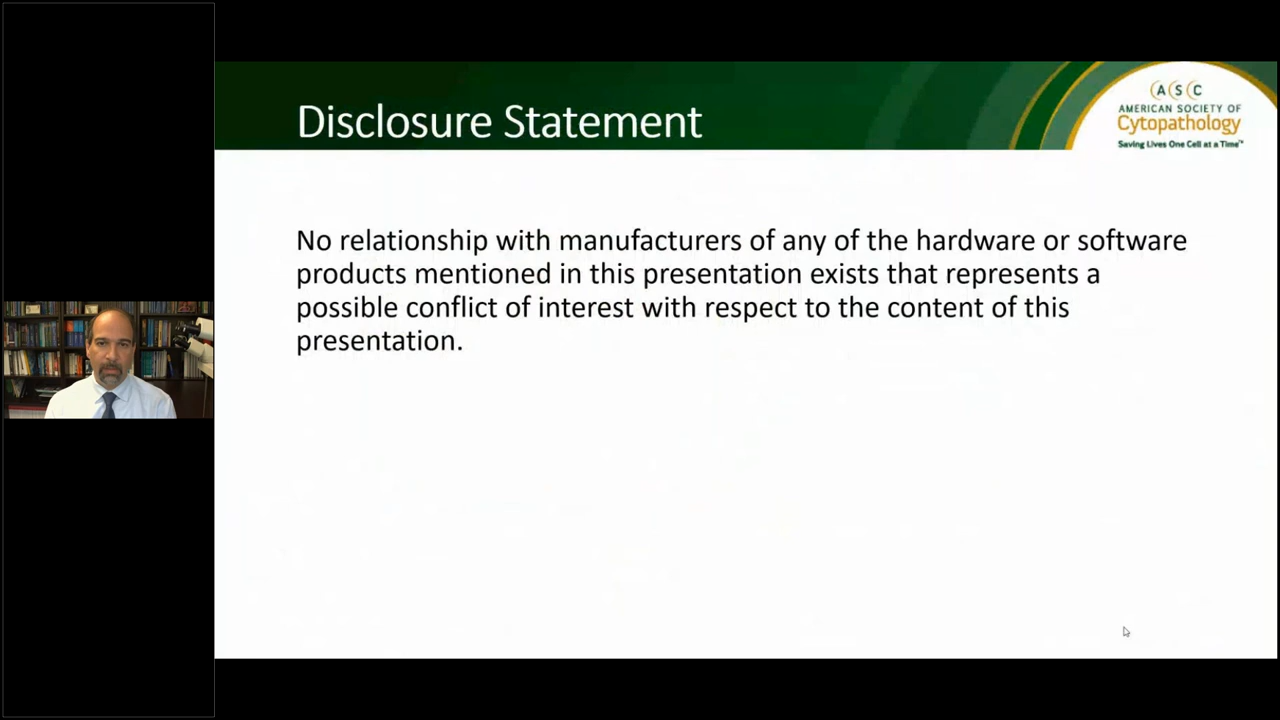 Disclosure Statement
A S C
AMERICAN SOCIETY OF
Cytopathology
Saving Lives One Cell at a Time™
No relationship with manufacturers of any of the hardware or software
products mentioned in this presentation exists that represents a
possible conflict of interest with respect to the content of this
presentation.